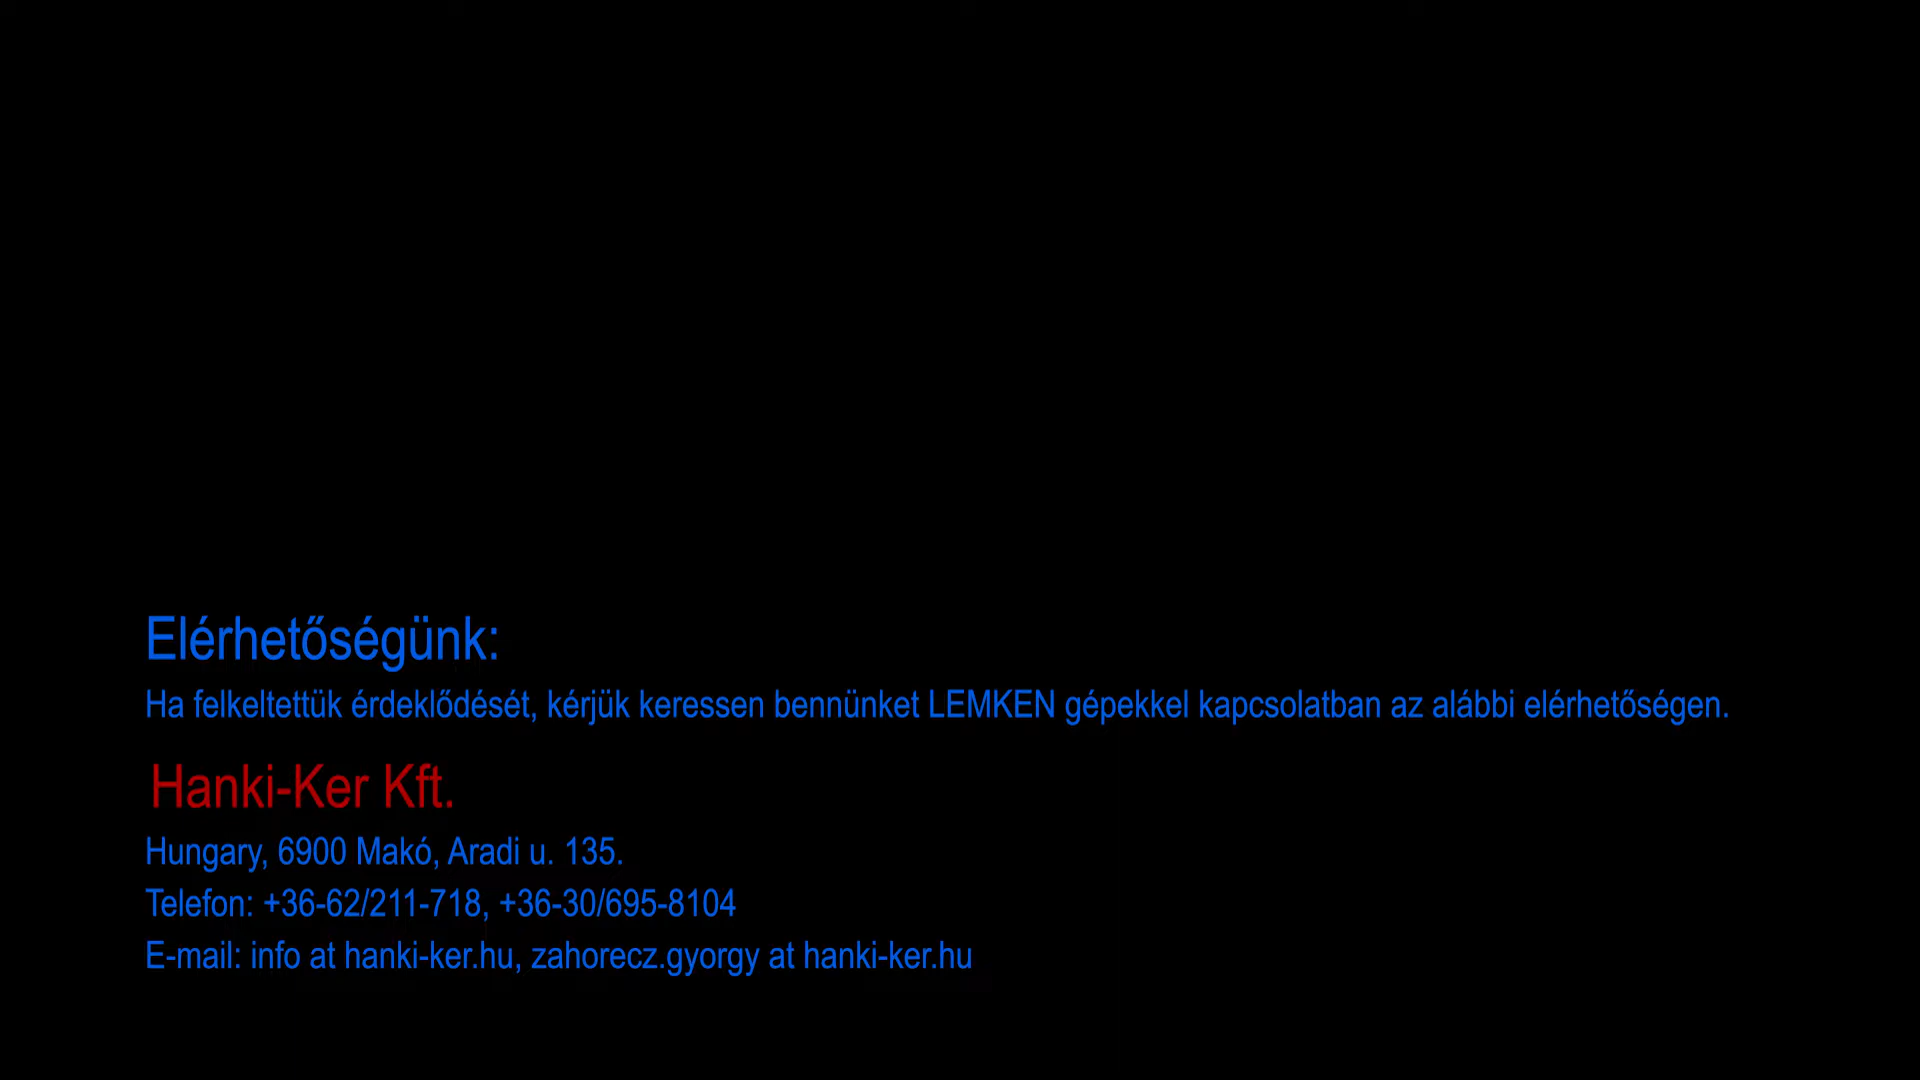 Elérhetőségünk:
Ha felkeltettük érdeklődését, kérjük keressen bennünket LEMKEN gépekkel kapcsolatban az alábbi elérhetőségen.
Hanki-Ker Kft.
Hungary, 6900 Makó, Aradi u. 135.
Telefon: +36-62/211-718, +36-30/695-8104
E-mail: info at hanki-ker.hu, zahorecz.gyorgy at hanki-ker.hu